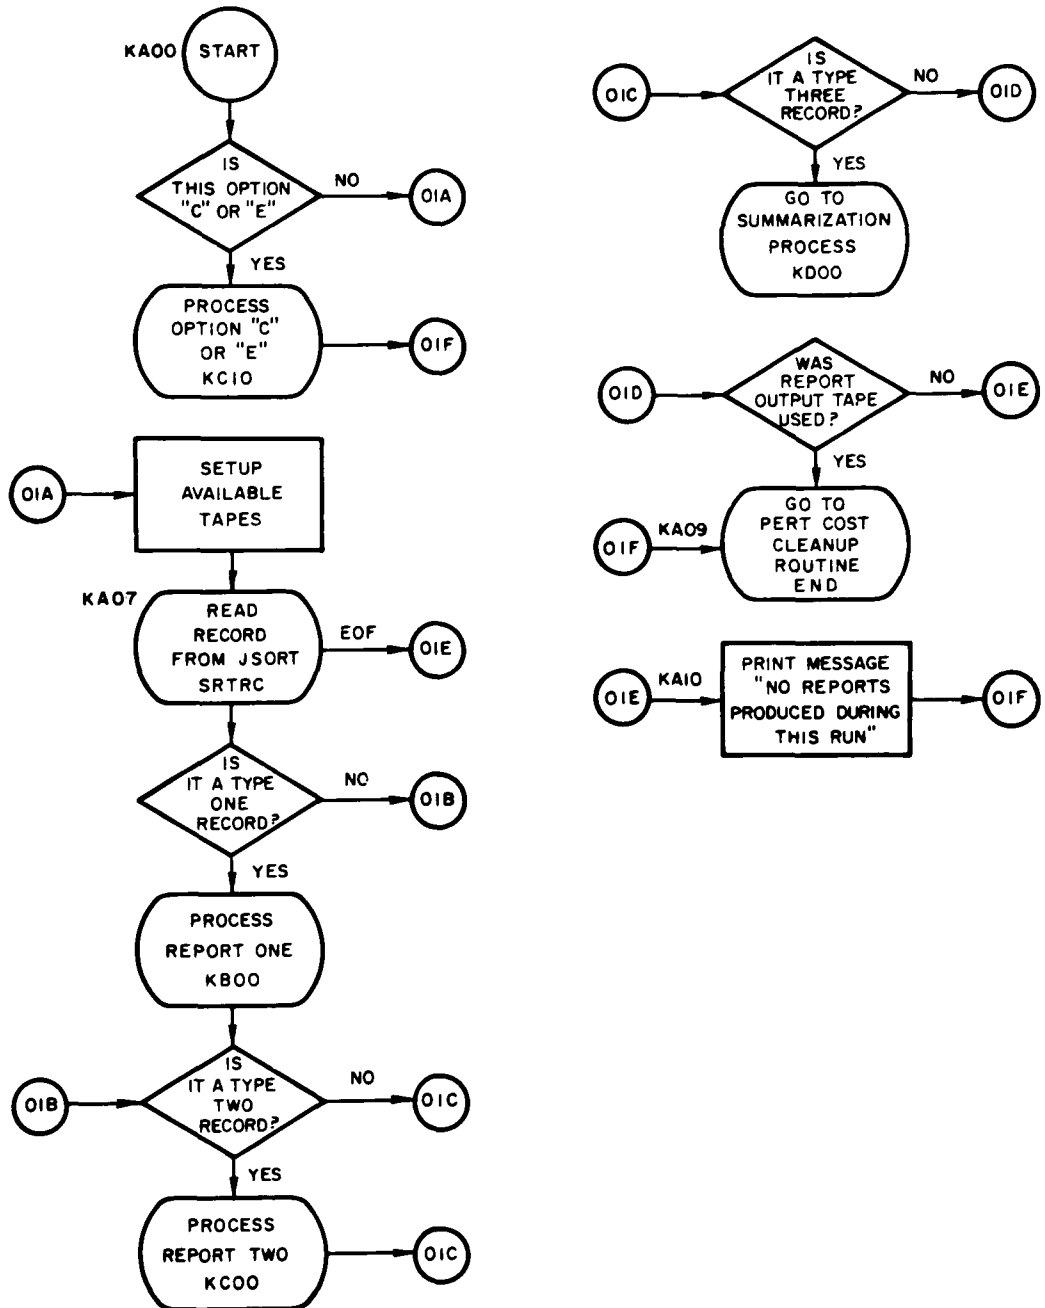 KA00
START
IS
THIS OPTION
"C" OR "E"
NO
01A
YES
PROCESS
OPTION "C"
OR "E"
KC10
01F
01A
SETUP
AVAILABLE
TAPES
KA07
READ
RECORD
FROM JSORT
SRTRC
EOF
01E
IS
IT A TYPE
ONE
RECORD?
NO
01B
YES
PROCESS
REPORT ONE
KB00
01B
IS
IT A TYPE
TWO
RECORD?
NO
01C
YES
PROCESS
REPORT TWO
KC00
01C
01C
IS
IT A TYPE
THREE
RECORD?
NO
01D
YES
GO TO
SUMMARIZATION
PROCESS
KD00
01D
WAS
REPORT
OUTPUT TAPE
USED?
NO
01E
YES
01F
KA09
GO TO
PERT COST
CLEANUP
ROUTINE
END
01E
KA10
PRINT MESSAGE
"NO REPORTS
PRODUCED DURING
THIS RUN"
01F